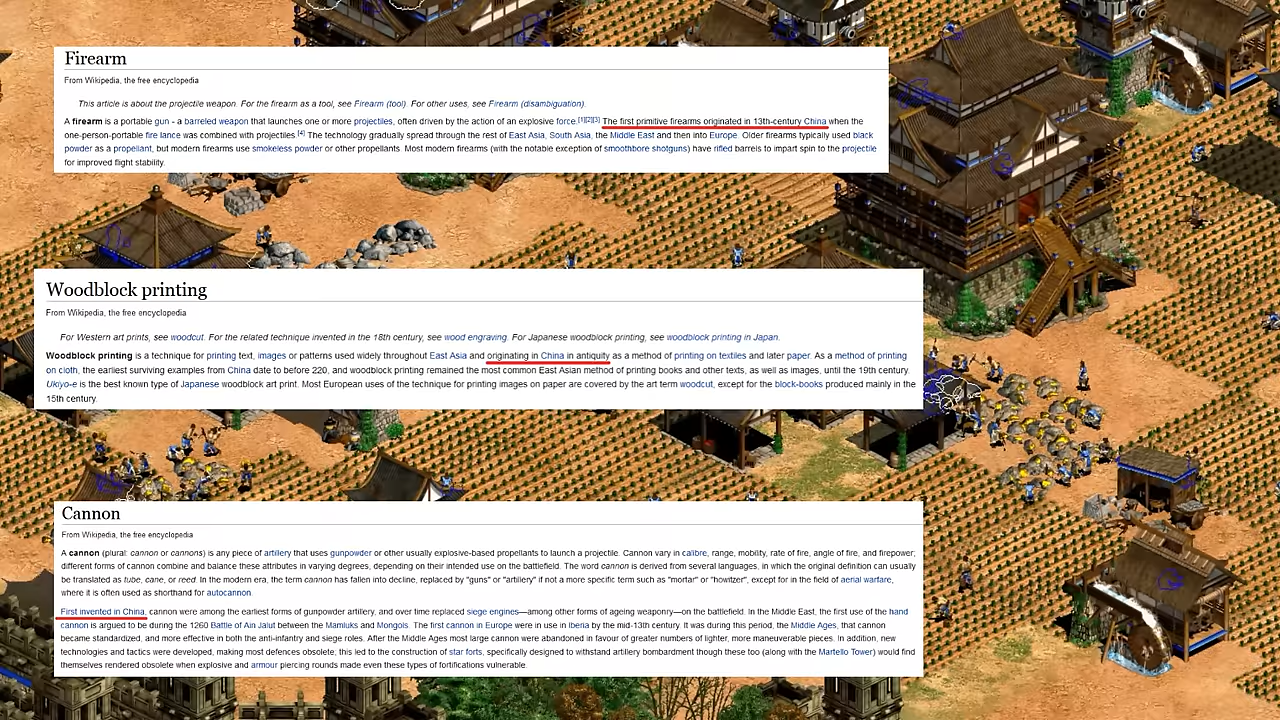 Firearm
From Wikipedia, the free encyclopedia
This article is about the projectile weapon. For the firearm as a tool, see Firearm (tool). For other uses, see Firearm (disambiguation).
A firearm is a portable gun - a barreled weapon that launches one or more projectiles, often driven by the action of an explosive force.[1][2][3] The first primitive firearms originated in 13th-century China when the
one-person-portable fire lance was combined with projectiles.[4] The technology gradually spread through the rest of East Asia, South Asia, the Middle East and then into Europe. Older firearms typically used black
powder as a propellant, but modern firearms use smokeless powder or other propellants. Most modern firearms (with the notable exception of smoothbore shotguns) have rifled barrels to impart spin to the projectile
for improved flight stability.
Woodblock printing
From Wikipedia, the free encyclopedia
For Western art prints, see woodcut. For the related technique invented in the 18th century, see wood engraving. For Japanese woodblock printing, see woodblock printing in Japan.
Woodblock printing is a technique for printing text, images or patterns used widely throughout East Asia and originating in China in antiquity as a method of printing on textiles and later paper. As a method of printing
on cloth, the earliest surviving examples from China date to before 220, and woodblock printing remained the most common East Asian method of printing books and other texts, as well as images, until the 19th century.
Ukiyo-e is the best known type of Japanese woodblock art print. Most European uses of the technique for printing images on paper are covered by the art term woodcut, except for the block-books produced mainly in the
15th century.
Cannon
From Wikipedia, the free encyclopedia
A cannon (plural: cannon or cannons) is any piece of artillery that uses gunpowder or other usually explosive-based propellants to launch a projectile. Cannon vary in calibre, range, mobility, rate of fire, angle of fire, and firepower;
different forms of cannon combine and balance these attributes in varying degrees, depending on their intended use on the battlefield. The word cannon is derived from several languages, in which the original definition can usually
be translated as tube, cane, or reed. In the modern era, the term cannon has fallen into decline, replaced by "guns" or "artillery" if not a more specific term such as "mortar" or "howitzer", except for in the field of aerial warfare,
where it is often used as shorthand for autocannon.
First invented in China, cannon were among the earliest forms of gunpowder artillery, and over time replaced siege engines—among other forms of ageing weaponry—on the battlefield. In the Middle East, the first use of the hand
cannon is argued to be during the 1260 Battle of Ain Jalut between the Mamluks and Mongols. The first cannon in Europe were in use in Iberia by the mid-13th century. It was during this period, the Middle Ages, that cannon
became standardized, and more effective in both the anti-infantry and siege roles. After the Middle Ages most large cannon were abandoned in favour of greater numbers of lighter, more maneuverable pieces. In addition, new
technologies and tactics were developed, making most defences obsolete; this led to the construction of star forts, specifically designed to withstand artillery bombardment though these too (along with the Martello Tower) would find
themselves rendered obsolete when explosive and armour piercing rounds made even these types of fortifications vulnerable.